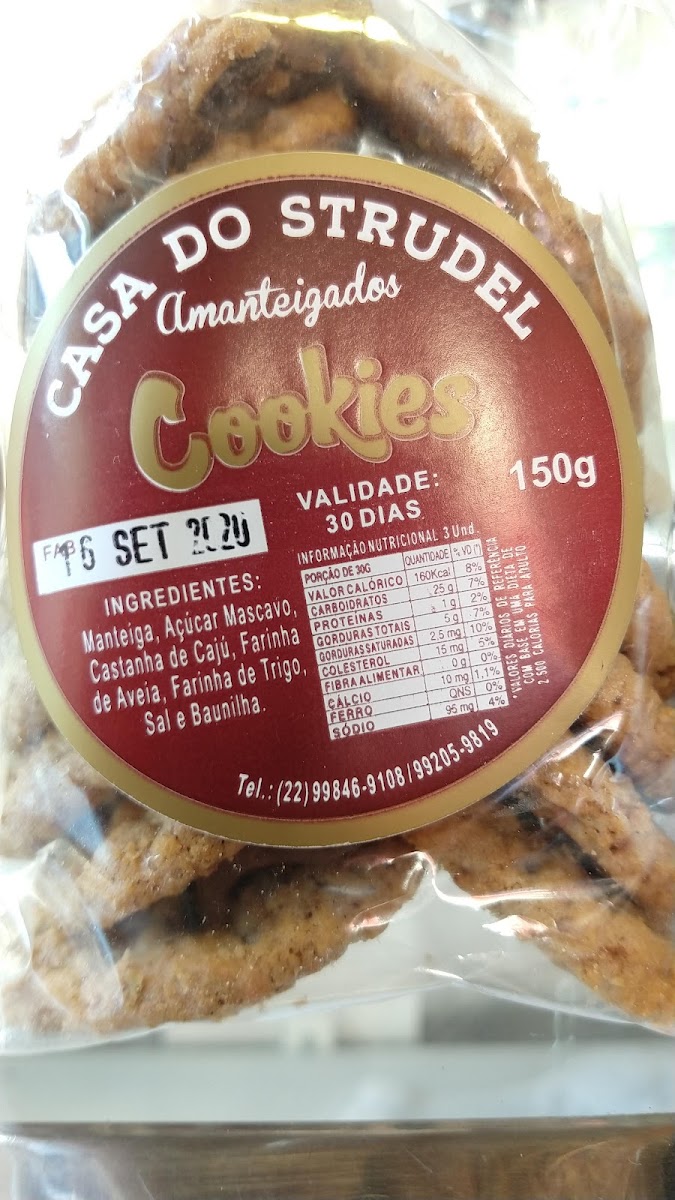 CASA DO STRUDEL
Amanteigados
Cookies
150g
VALIDADE:
30 DIAS
FAB
16 SET 2020
INGREDIENTES:
Manteiga, Açúcar Mascavo,
Castanha de Cajú, Farinha
de Aveia, Farinha de Trigo,
Sal e Baunilha.
INFORMAÇÃO NUTRICIONAL 3 Und.
PORÇÃO DE 30G QUANTIDADE % VD (*)
VALOR CALÓRICO 160Kcal 8%
CARBOIDRATOS 25 g 7%
PROTEINAS 1 g 2%
GORDURAS TOTAIS 5 g 7%
GORDURAS SATURADAS 2,5 mg 10%
COLESTEROL 15 mg 5%
FIBRA ALIMENTAR 0 g 0%
CÁLCIO 10 mg 1,1%
FERRO QNS 0%
SÓDIO 95 mg 4%
*VALORES DIÁRIOS DE REFERÊNCIA
COM BASE EM UMA DIETA DE
2.500 CALORIAS PARA ADULTO
Tel.: (22) 99846-9108 / 99205-9819